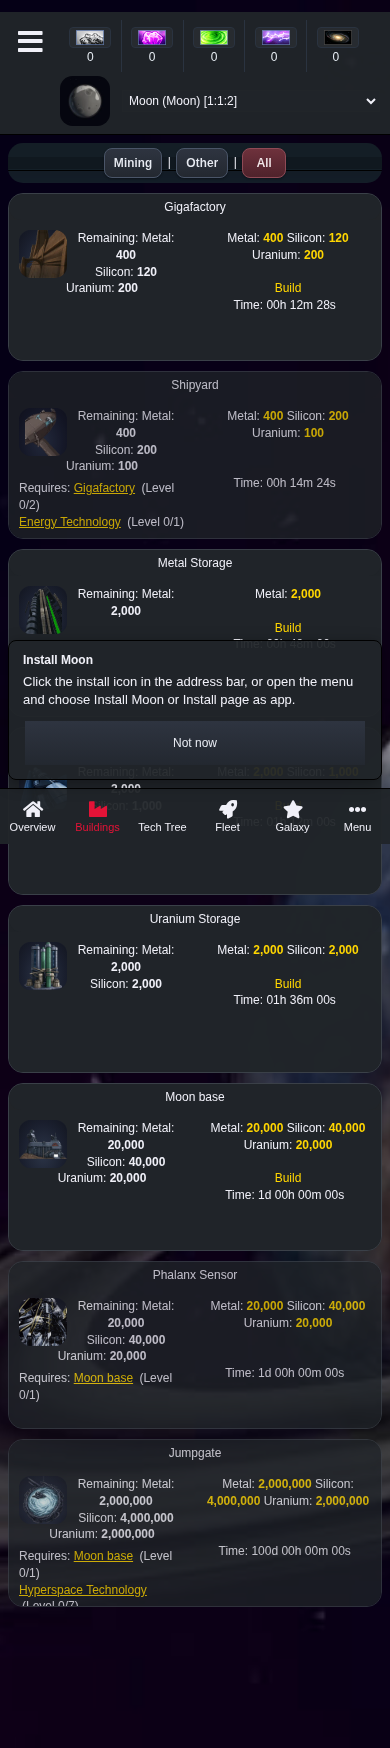 0 0 0 0 0
Moon (Moon) [1:1:2]
Mining | Other | All
Gigafactory
Remaining: Metal:
400
Silicon: 120
Uranium: 200
Metal: 400 Silicon: 120
Uranium: 200
Build
Time: 00h 12m 28s
Shipyard
Remaining: Metal:
400
Silicon: 200
Uranium: 100
Requires: Gigafactory (Level
0/2)
Energy Technology (Level 0/1)
Metal: 400 Silicon: 200
Uranium: 100
Time: 00h 14m 24s
Metal Storage
Remaining: Metal:
2,000
Metal: 2,000
Build
Install Moon
Click the install icon in the address bar, or open the menu
and choose Install Moon or Install page as app.
Not now
Overview
Buildings
Tech Tree
Fleet
Galaxy
Menu
Uranium Storage
Remaining: Metal:
2,000
Silicon: 2,000
Metal: 2,000 Silicon: 2,000
Build
Time: 01h 36m 00s
Moon base
Remaining: Metal:
20,000
Silicon: 40,000
Uranium: 20,000
Metal: 20,000 Silicon: 40,000
Uranium: 20,000
Build
Time: 1d 00h 00m 00s
Phalanx Sensor
Remaining: Metal:
20,000
Silicon: 40,000
Uranium: 20,000
Requires: Moon base (Level
0/1)
Metal: 20,000 Silicon: 40,000
Uranium: 20,000
Time: 1d 00h 00m 00s
Jumpgate
Remaining: Metal:
2,000,000
Silicon: 4,000,000
Uranium: 2,000,000
Requires: Moon base (Level
0/1)
Hyperspace Technology
(Level 0/7)
Metal: 2,000,000 Silicon:
4,000,000 Uranium: 2,000,000
Time: 100d 00h 00m 00s